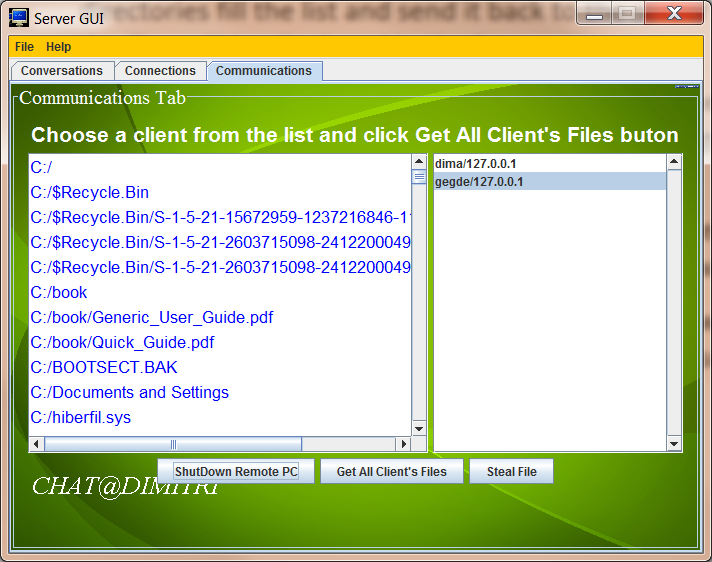 directories fill the list and send it back to
Server GUI
File Help
Conversations Connections Communications
Communications Tab
Choose a client from the list and click Get All Client's Files buton
C:/
C:/$Recycle.Bin
C:/$Recycle.Bin/S-1-5-21-15672959-1237216846-1
C:/$Recycle.Bin/S-1-5-21-2603715098-2412200049
C:/$Recycle.Bin/S-1-5-21-2603715098-2412200049
C:/book
C:/book/Generic_User_Guide.pdf
C:/book/Quick_Guide.pdf
C:/BOOTSECT.BAK
C:/Documents and Settings
C:/hiberfil.sys
dima/127.0.0.1
gegde/127.0.0.1
ShutDown Remote PC Get All Client's Files Steal File
CHAT@DIMITRI